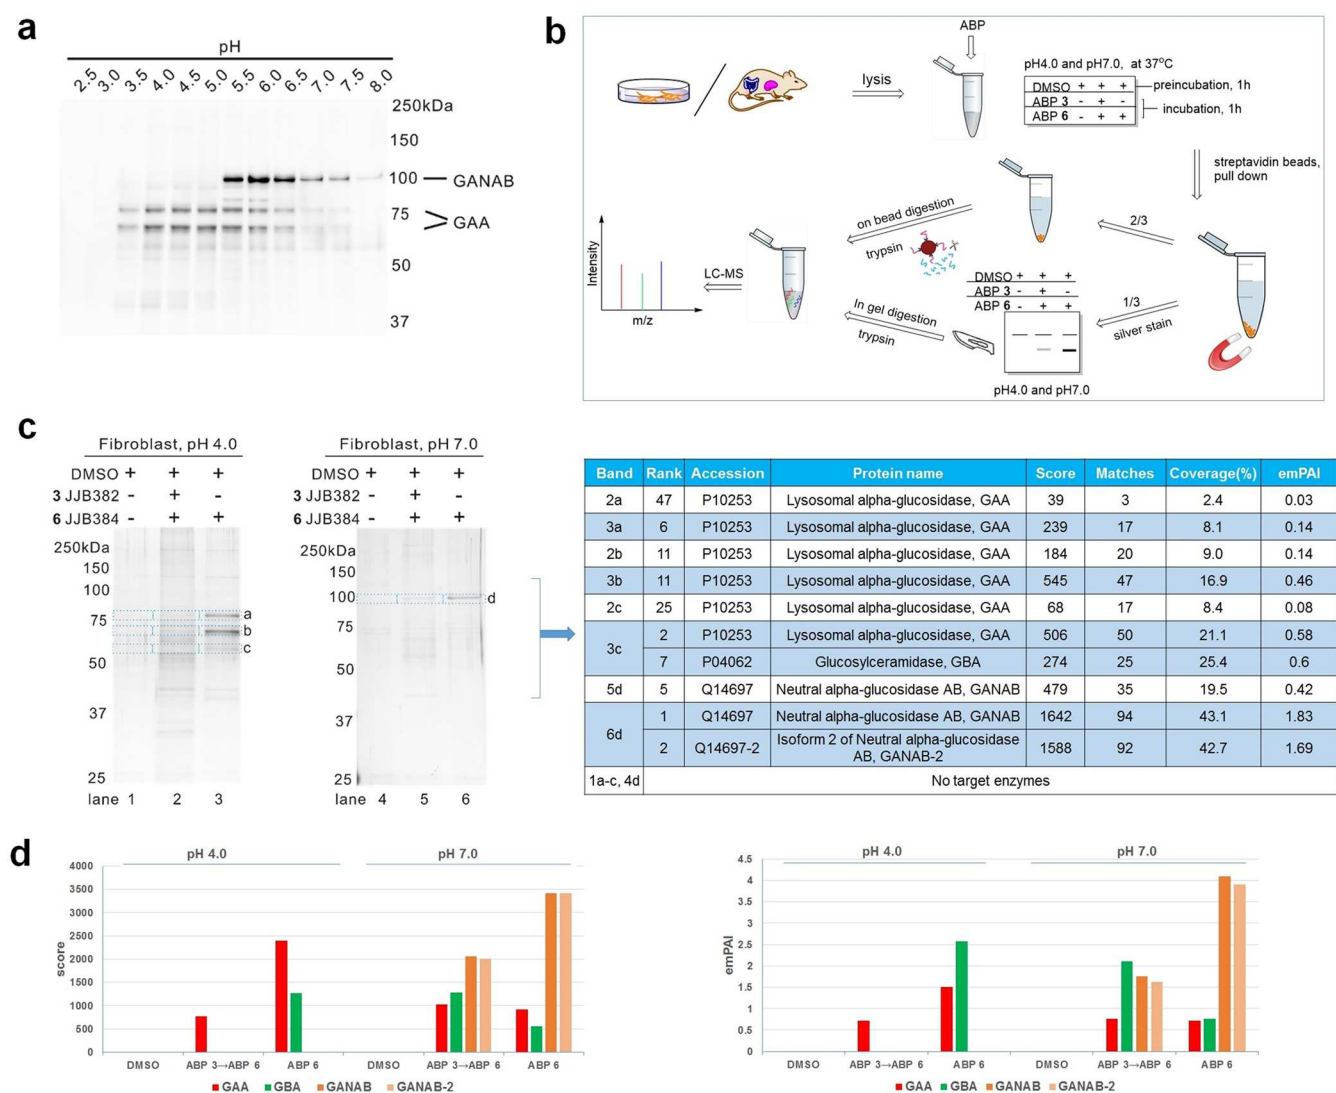 a
pH
2.5 3.0 3.5 4.0 4.5 5.0 5.5 6.0 6.5 7.0 7.5 8.0
250kDa
150
100
GANAB
75
GAA
50
37
b
ABP
lysis
pH4.0 and pH7.0, at 37°C
DMSO + + +
preincubation, 1h
ABP 3 - + -
incubation, 1h
ABP 6 - + +
streptavidin beads,
pull down
2/3
on bead digestion
trypsin
Intensity
m/z
LC-MS
DMSO + + +
ABP 3 - + -
ABP 6 - + +
1/3
silver stain
In gel digestion
trypsin
pH4.0 and pH7.0
c
Fibroblast, pH 4.0
DMSO + + +
3 JJB382 - + -
6 JJB384 - + +
250kDa
150
100
75
50
37
25
a
b
c
lane 1 2 3
Fibroblast, pH 7.0
DMSO + + +
3 JJB382 - + -
6 JJB384 - + +
250kDa
150
100
75
50
37
25
d
lane 4 5 6
Band Rank Accession Protein name Score Matches Coverage(%) emPAI
2a 47 P10253 Lysosomal alpha-glucosidase, GAA 39 3 2.4 0.03
3a 6 P10253 Lysosomal alpha-glucosidase, GAA 239 17 8.1 0.14
2b 11 P10253 Lysosomal alpha-glucosidase, GAA 184 20 9.0 0.14
3b 11 P10253 Lysosomal alpha-glucosidase, GAA 545 47 16.9 0.46
2c 25 P10253 Lysosomal alpha-glucosidase, GAA 68 17 8.4 0.08
3c 2 P10253 Lysosomal alpha-glucosidase, GAA 506 50 21.1 0.58
7 P04062 Glucosylceramidase, GBA 274 25 25.4 0.6
5d 5 Q14697 Neutral alpha-glucosidase AB, GANAB 479 35 19.5 0.42
6d 1 Q14697 Neutral alpha-glucosidase AB, GANAB 1642 94 43.1 1.83
2 Q14697-2 Isoform 2 of Neutral alpha-glucosidase
AB, GANAB-2 1588 92 42.7 1.69
1a-c, 4d No target enzymes
d
pH 4.0 pH 7.0
score
4000
3500
3000
2500
2000
1500
1000
500
0
DMSO ABP 3→ABP 6 ABP 6 DMSO ABP 3→ABP 6 ABP 6
GAA GBA GANAB GANAB-2
pH 4.0 pH 7.0
emPAI
4.5
4
3.5
3
2.5
2
1.5
1
0.5
0
DMSO ABP 3→ABP 6 ABP 6 DMSO ABP 3→ABP 6 ABP 6
GAA GBA GANAB GANAB-2